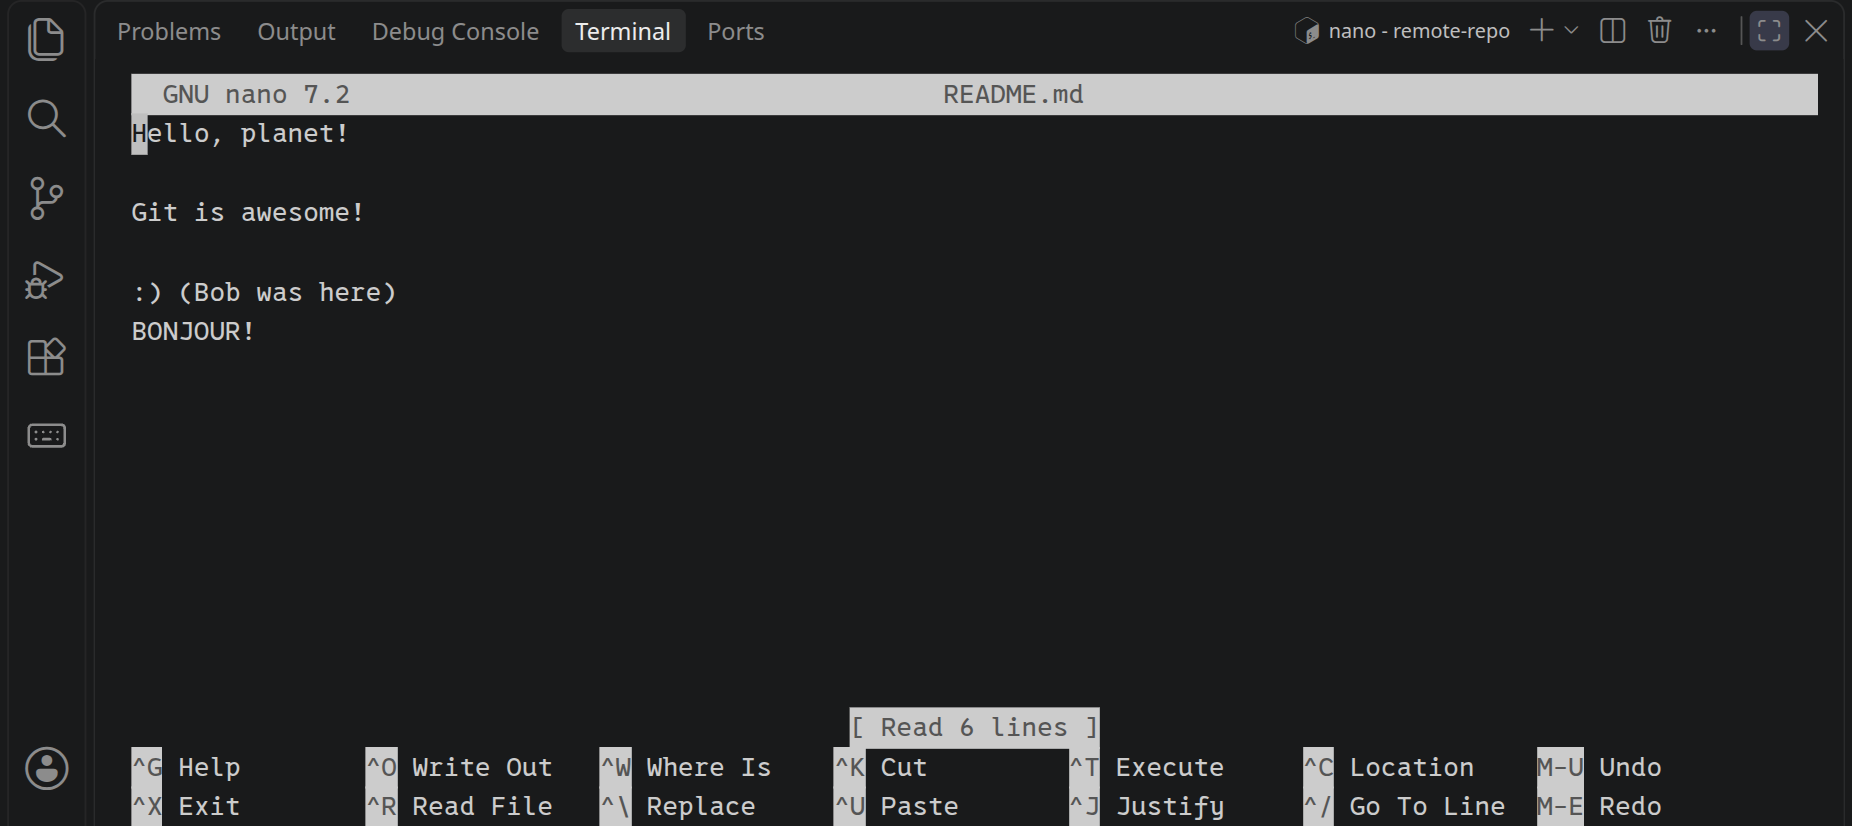 Problems Output Debug Console Terminal Ports nano - remote-repo
GNU nano 7.2 README.md
Hello, planet!
Git is awesome!
:) (Bob was here)
BONJOUR!
[ Read 6 lines ]
^G Help ^O Write Out ^W Where Is ^K Cut ^T Execute ^C Location M-U Undo
^X Exit ^R Read File ^\ Replace ^U Paste ^J Justify ^/ Go To Line M-E Redo